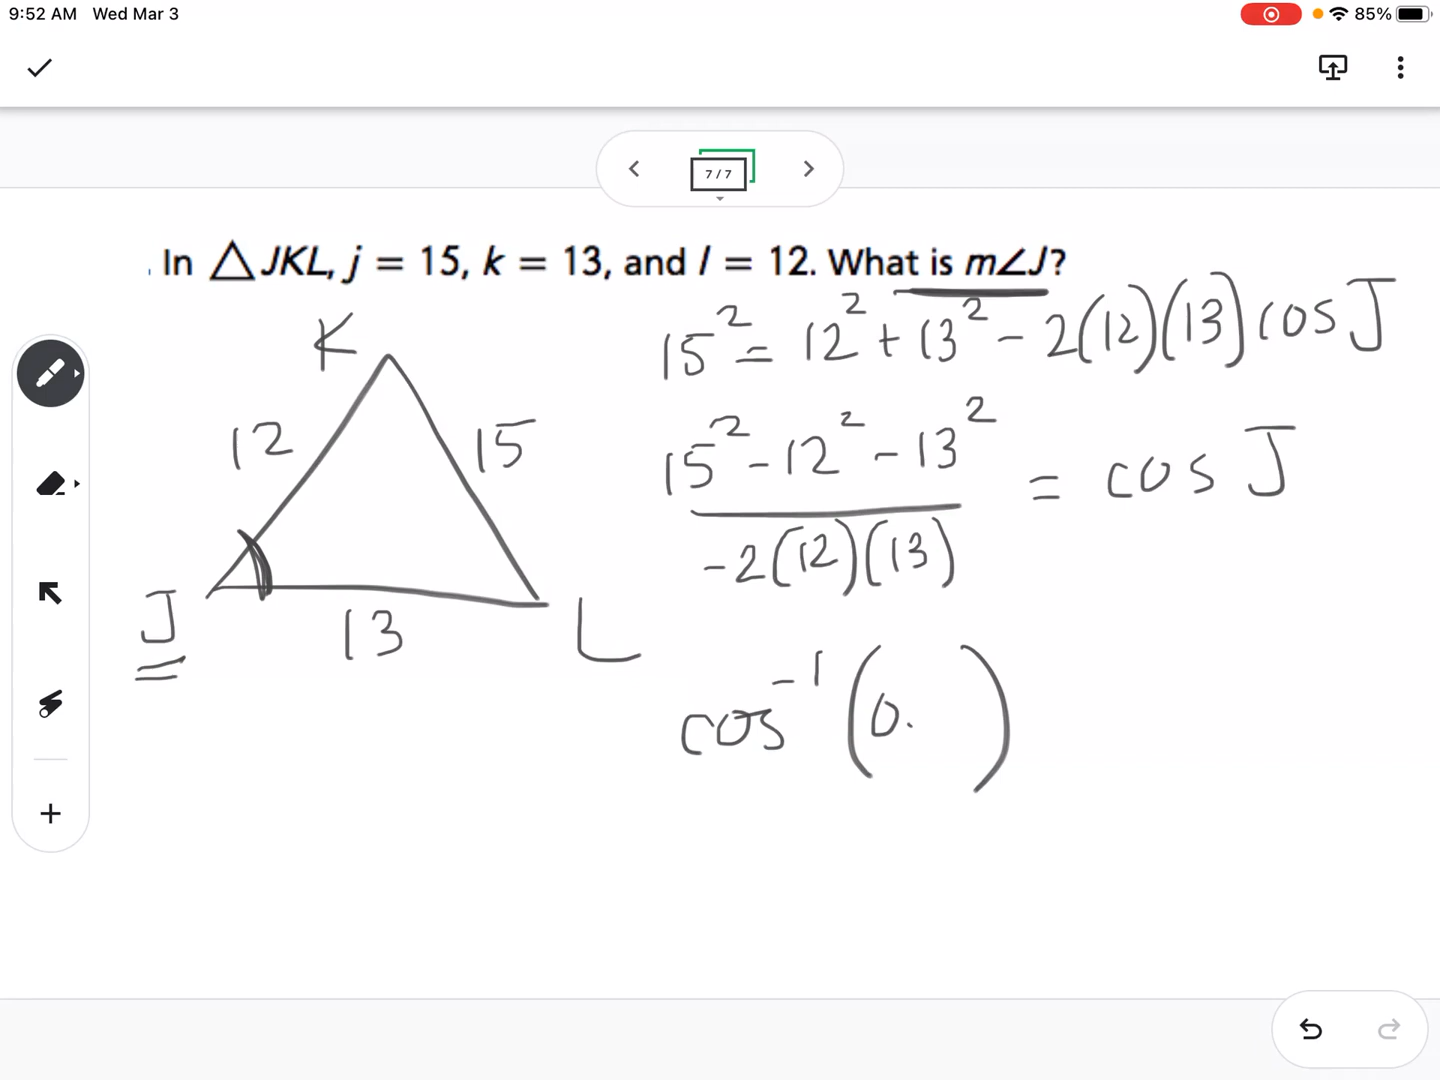 9:52 AM Wed Mar 3
85%
7 / 7
. In △JKL, j = 15, k = 13, and l = 12. What is m∠J?
15² = 12² + 13² - 2(12)(13) cos J
K
12
15
15² - 12² - 13²
= cos J
-2(12)(13)
J
13
L
cos⁻¹(0. )